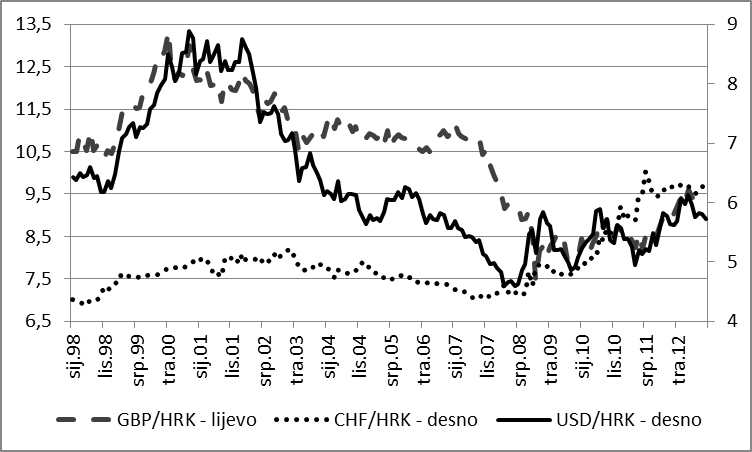 13,5
12,5
11,5
10,5
9,5
8,5
7,5
6,5
9
8
7
6
5
4
sij.98
lis.98
srp.99
tra.00
sij.01
lis.01
srp.02
tra.03
sij.04
lis.04
srp.05
tra.06
sij.07
lis.07
srp.08
tra.09
sij.10
lis.10
srp.11
tra.12
GBP/HRK - lijevo
CHF/HRK - desno
USD/HRK - desno